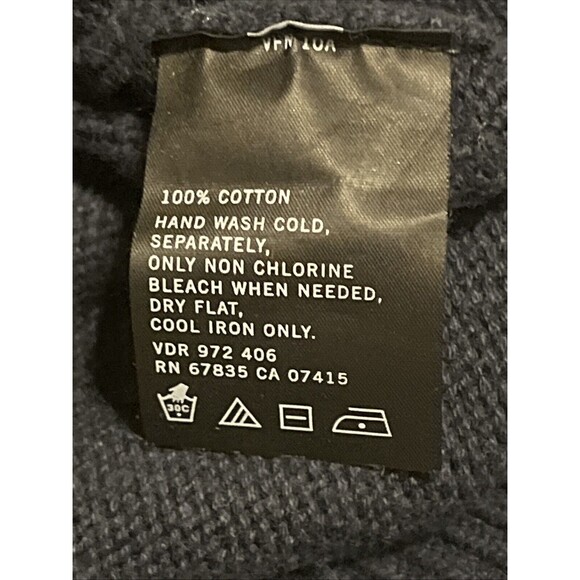 100% COTTON
HAND WASH COLD,
SEPARATELY,
ONLY NON CHLORINE
BLEACH WHEN NEEDED,
DRY FLAT,
COOL IRON ONLY.
VDR 972 406
RN 67835 CA 07415
30C